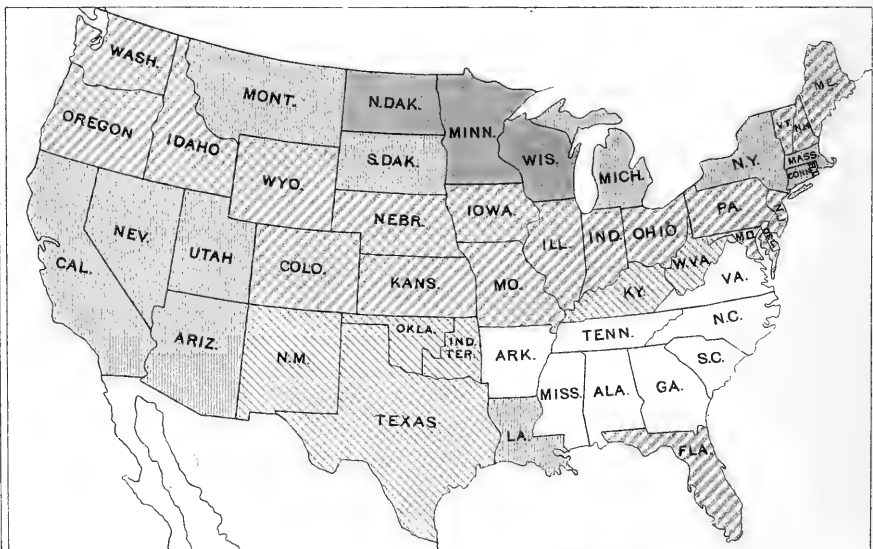 WASH.
MONT.
N.DAK.
MINN.
ME.
OREGON
IDAHO
S.DAK.
WIS.
MICH.
V.T.
N.H.
N.Y.
MASS.
CONN.
R.I.
WYO.
NEBR.
IOWA.
PA.
N.J.
NEV.
UTAH
COLO.
KANS.
MO.
ILL.
IND.
OHIO
W.VA.
MD.
DEL.
CAL.
KY.
VA.
ARIZ.
N.M.
OKLA.
IND.
TER.
ARK.
TENN.
N.C.
S.C.
TEXAS
LA.
MISS.
ALA.
GA.
FLA.